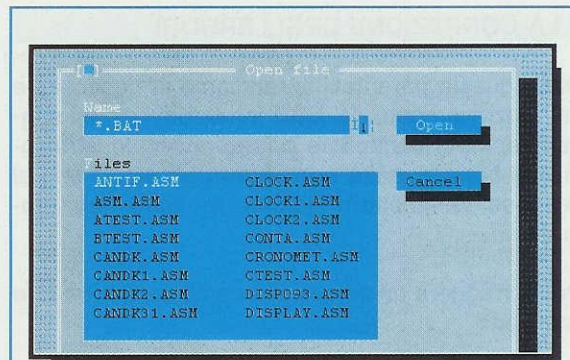 Open file
Name
*.BAT
Open
Files
ANTIF.ASM CLOCK.ASM
Cancel
ASM.ASM CLOCK1.ASM
ATEST.ASM CLOCK2.ASM
BTEST.ASM CONTA.ASM
CANDK.ASM CRONOMET.ASM
CANDK1.ASM CTEST.ASM
CANDK2.ASM DISP093.ASM
CANDK31.ASM DISPLAY.ASM